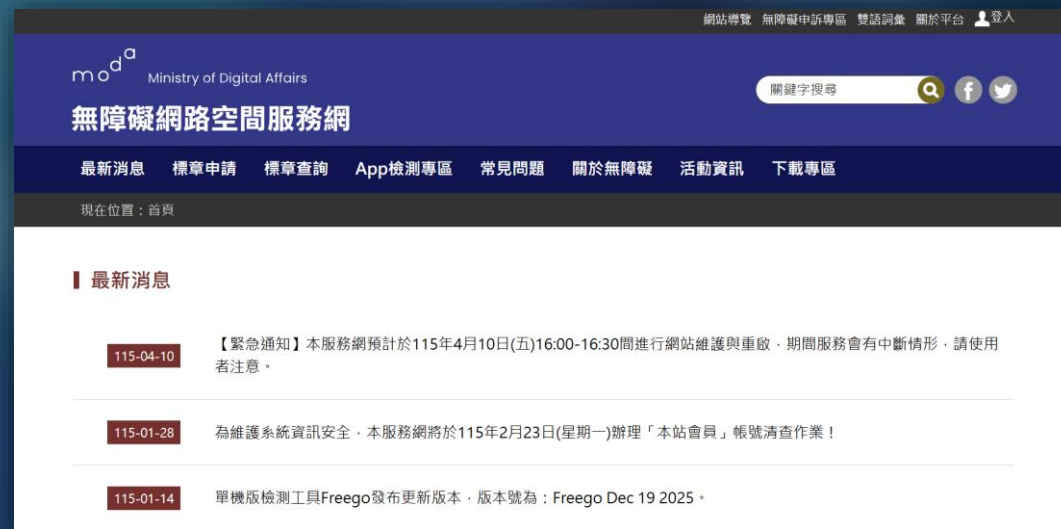 網站導覽 無障礙申訴專區 雙語詞彙 關於平台 登入
moda Ministry of Digital Affairs
無障礙網路空間服務網
關鍵字搜尋
最新消息 標章申請 標章查詢 App檢測專區 常見問題 關於無障礙 活動資訊 下載專區
現在位置：首頁
最新消息
115-04-10
【緊急通知】本服務網預計於115年4月10日(五)16:00-16:30間進行網站維護與重啟，期間服務會有中斷情形，請使用
者注意。
115-01-28
為維護系統資訊安全，本服務網將於115年2月23日(星期一)辦理「本站會員」帳號清查作業！
115-01-14
單機版檢測工具Freego發布更新版本，版本號為：Freego Dec 19 2025。